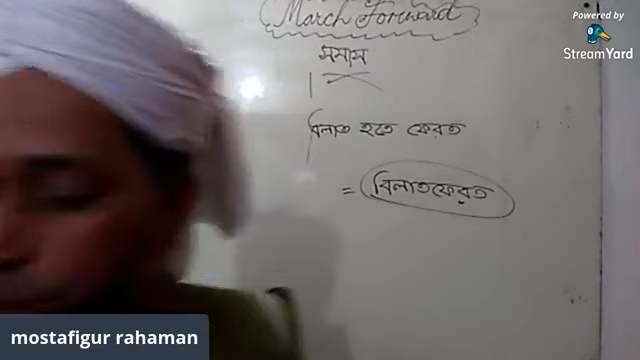 March Forward
Powered by
StreamYard
সমাস
বিলাত হতে ফেরত
= বিলাতফেরত
mostafigur rahaman